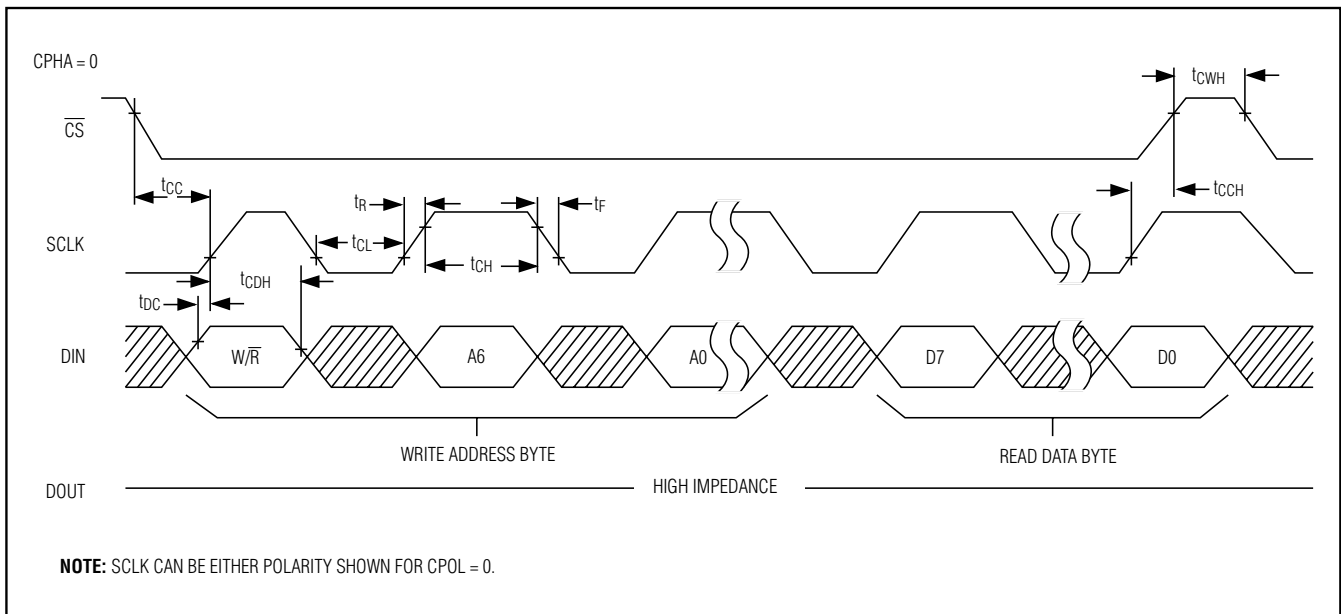 CPHA = 0
CS
tCWH
tCC
tCCH
tR
tF
SCLK
tCL
tCH
tCDH
tDC
DIN
W/R
A6
A0
D7
D0
WRITE ADDRESS BYTE
READ DATA BYTE
DOUT
HIGH IMPEDANCE
NOTE: SCLK CAN BE EITHER POLARITY SHOWN FOR CPOL = 0.